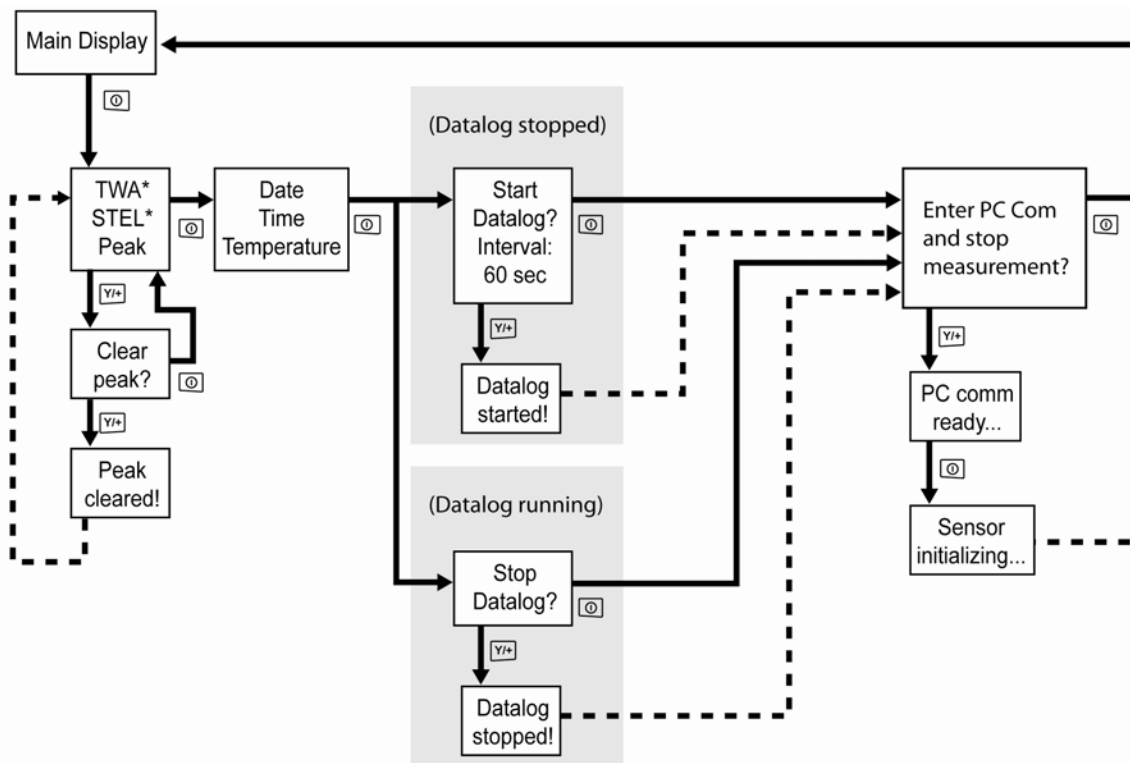 Main Display
TWA*
STEL*
Peak
Y/+
Clear
peak?
Y/+
Peak
cleared!
Date
Time
Temperature
(Datalog stopped)
Start
Datalog?
Interval:
60 sec
Y/+
Datalog
started!
(Datalog running)
Stop
Datalog?
Y/+
Datalog
stopped!
Enter PC Com
and stop
measurement?
Y/+
PC comm
ready...
Sensor
initializing...